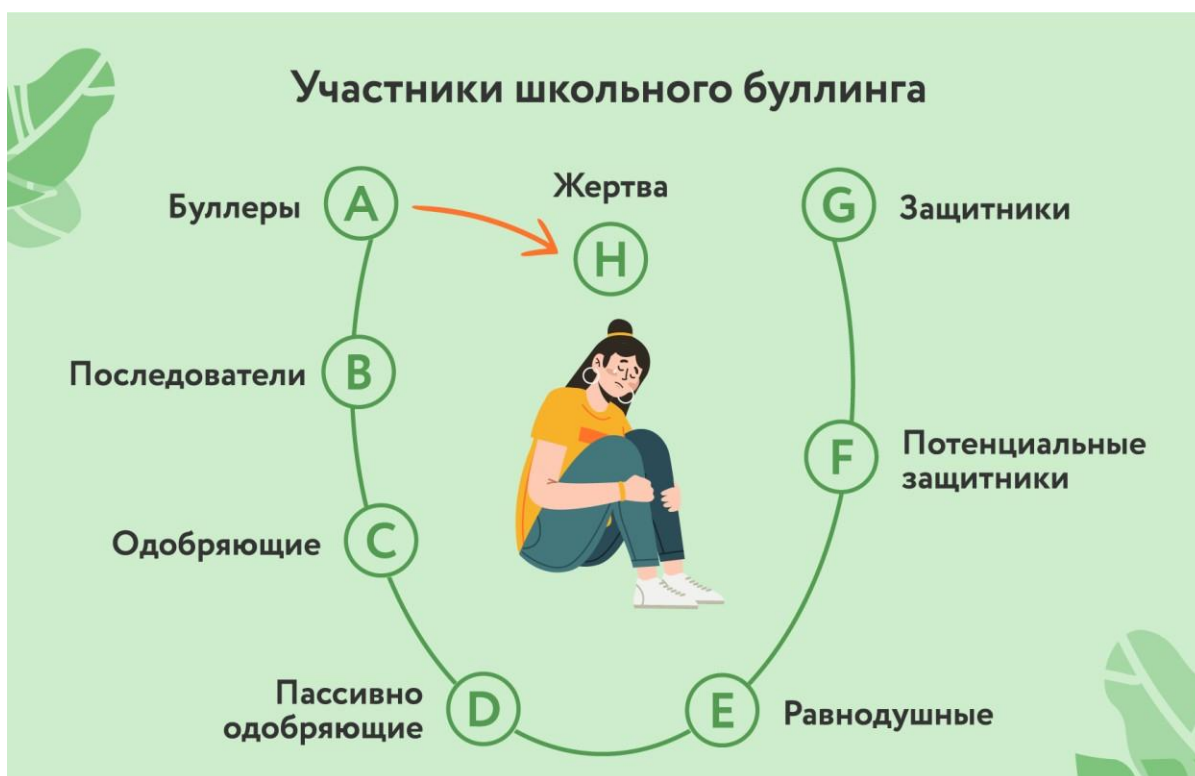 Участники школьного буллинга
Жертва
Буллеры A
H
G Защитники
Последователи B
F Потенциальные
защитники
Одобряющие C
Пассивно
одобряющие D
E Равнодушные